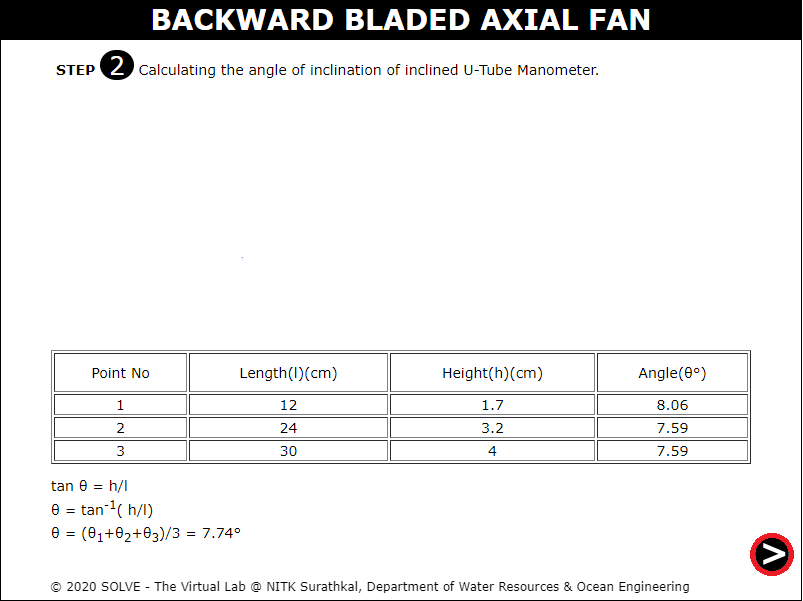 BACKWARD BLADED AXIAL FAN
STEP 2 Calculating the angle of inclination of inclined U-Tube Manometer.
Point No Length(l)(cm) Height(h)(cm) Angle(θ°)
1 12 1.7 8.06
2 24 3.2 7.59
3 30 4 7.59
tan θ = h/l
θ = tan⁻¹( h/l)
θ = (θ₁+θ₂+θ₃)/3 = 7.74°
>
© 2020 SOLVE - The Virtual Lab @ NITK Surathkal, Department of Water Resources & Ocean Engineering